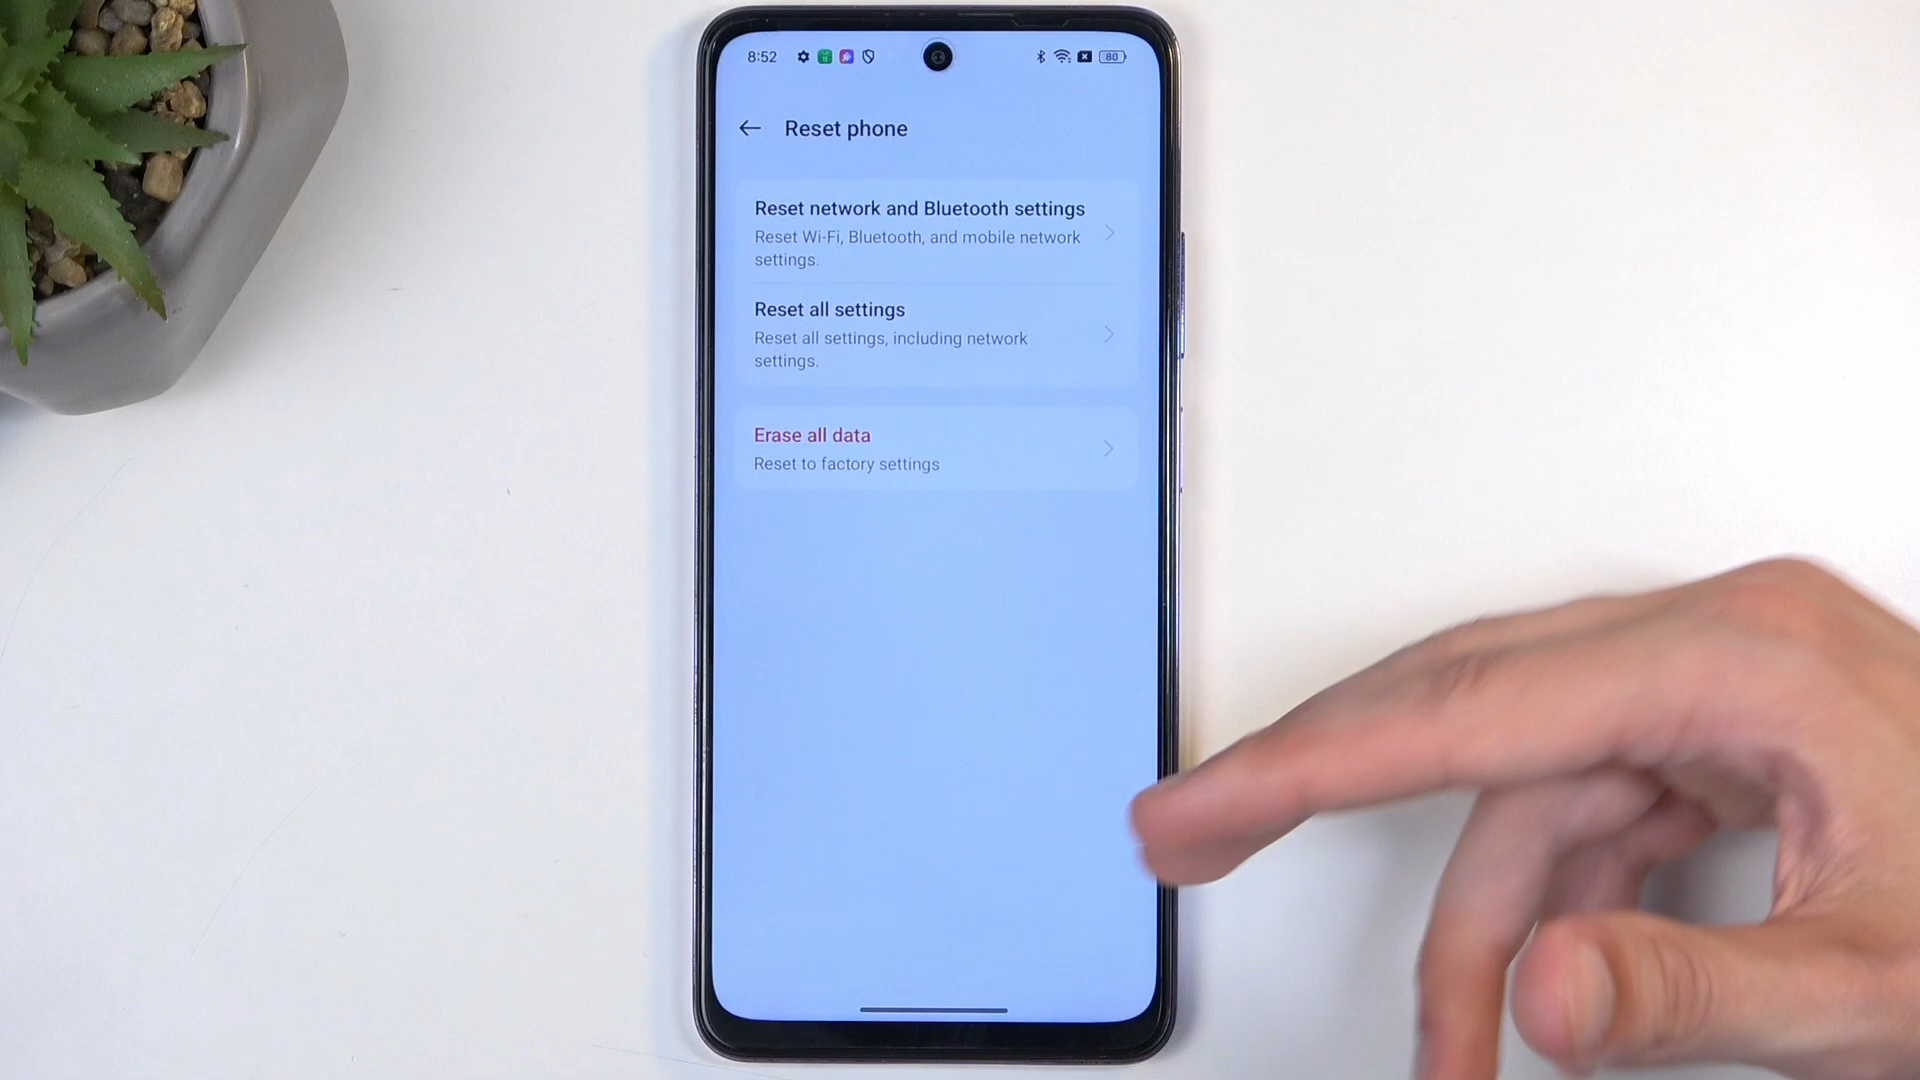 8:52
80
Reset phone
Reset network and Bluetooth settings
Reset Wi-Fi, Bluetooth, and mobile network
settings.
Reset all settings
Reset all settings, including network
settings.
Erase all data
Reset to factory settings